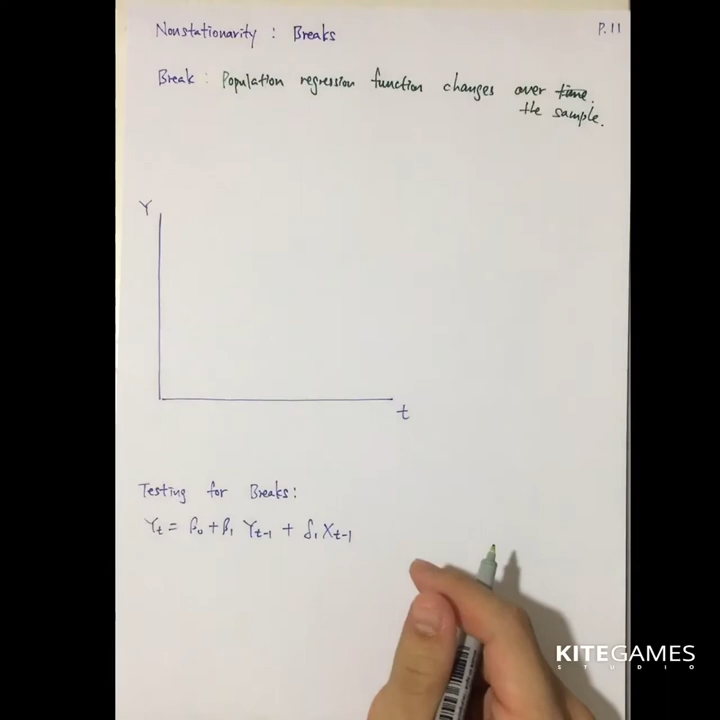 Nonstationarity : Breaks
P.11
Break : Population regression function changes over time.
the sample.
Y
t
Testing for Breaks:
Yt = β0 + β1 Yt-1 + δ1 Xt-1
KITEGAMES
STUDIO